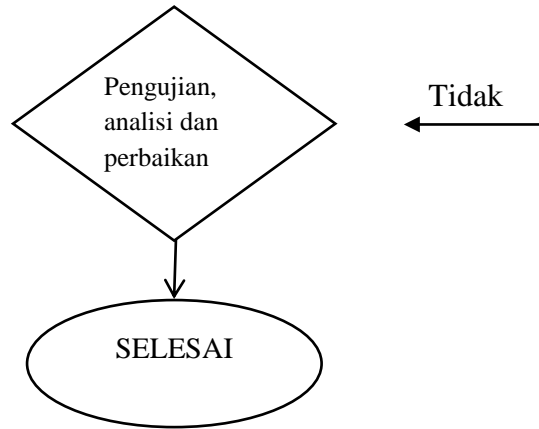 Pengujian,
analisi dan
perbaikan
Tidak
SELESAI